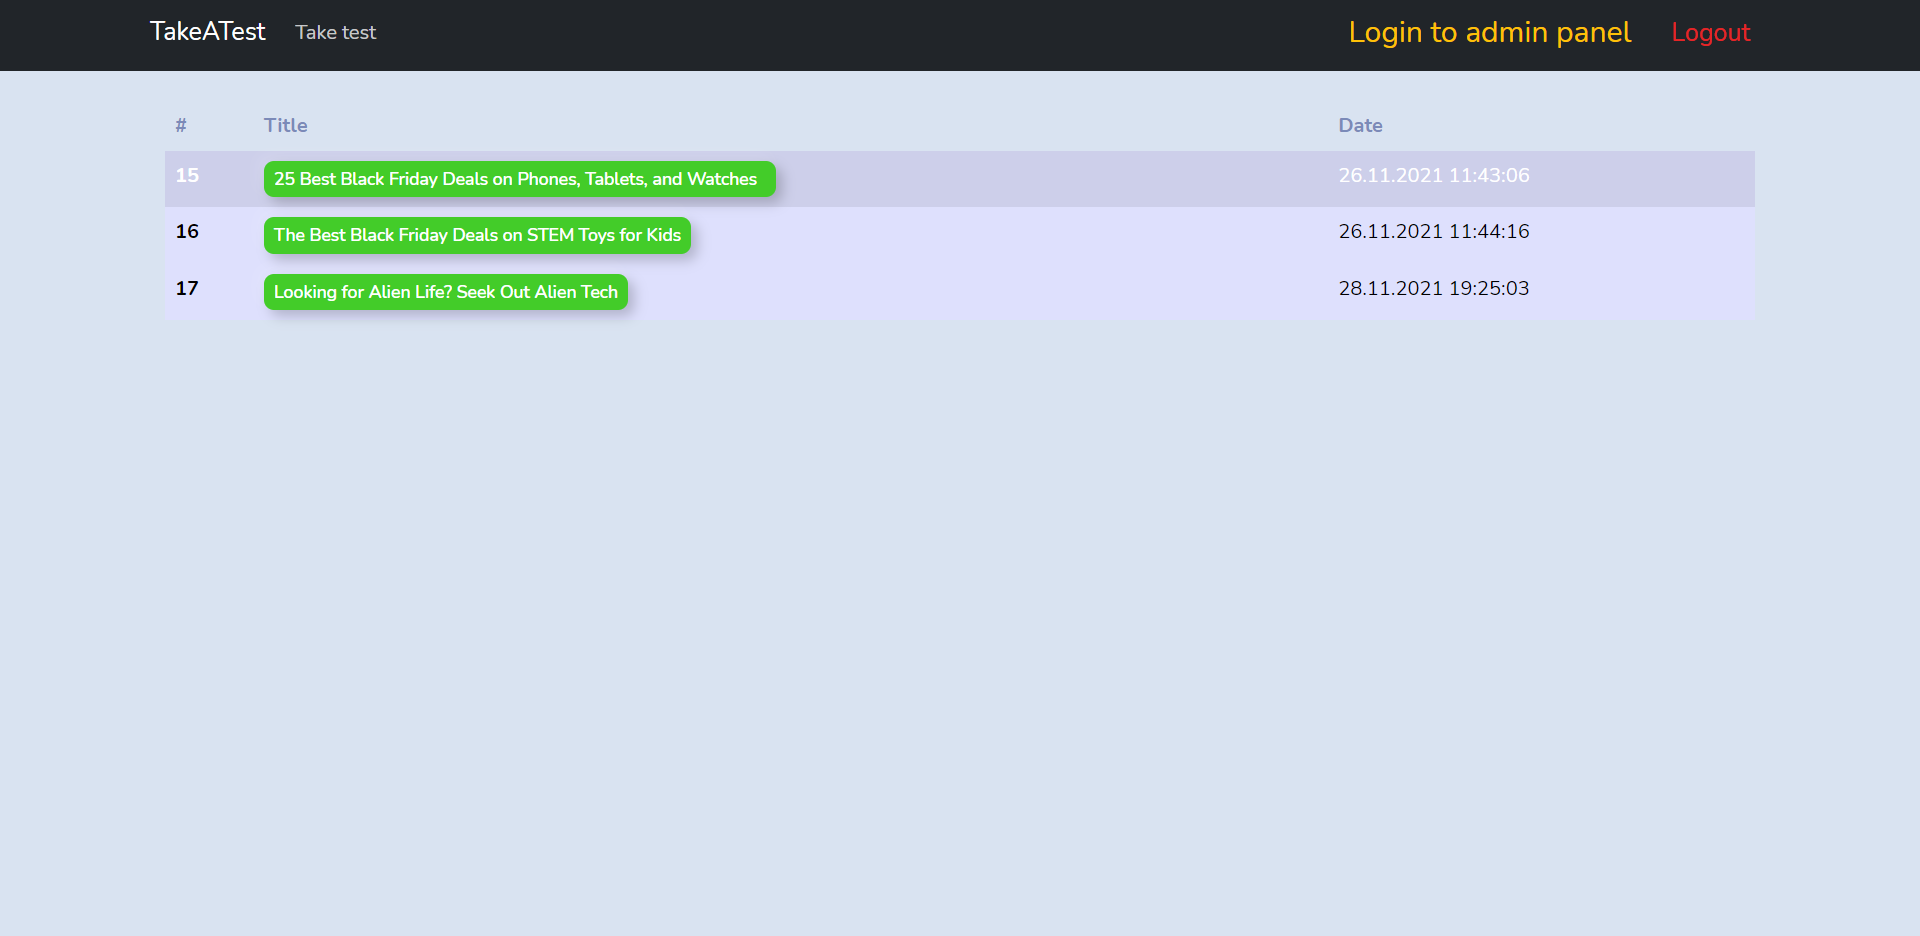 TakeATest Take test Login to admin panel Logout
# Title Date
15 25 Best Black Friday Deals on Phones, Tablets, and Watches 26.11.2021 11:43:06
16 The Best Black Friday Deals on STEM Toys for Kids 26.11.2021 11:44:16
17 Looking for Alien Life? Seek Out Alien Tech 28.11.2021 19:25:03